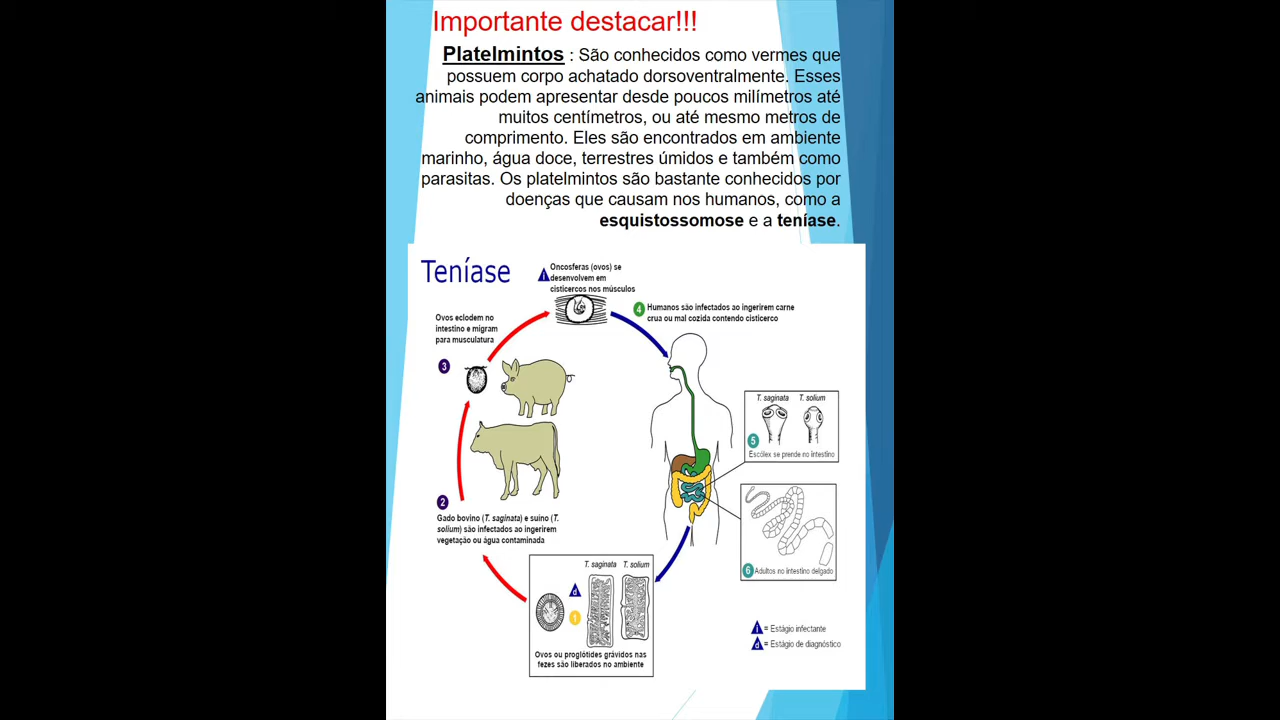 Importante destacar!!!
Platelmintos : São conhecidos como vermes que
possuem corpo achatado dorsoventralmente. Esses
animais podem apresentar desde poucos milímetros até
muitos centímetros, ou até mesmo metros de
comprimento. Eles são encontrados em ambiente
marinho, água doce, terrestres úmidos e também como
parasitas. Os platelmintos são bastante conhecidos por
doenças que causam nos humanos, como a
esquistossomose e a teníase.
Teníase
i
Oncosferas (ovos) se
desenvolvem em
cisticercos nos músculos
4
Humanos são infectados ao ingerirem carne
crua ou mal cozida contendo cisticerco
Ovos eclodem no
intestino e migram
para musculatura
3
T. saginata T. solium
5
Escólex se prende no intestino
2
Gado bovino (T. saginata) e suino (T.
solium) são infectados ao ingerirem
vegetação ou água contaminada
6 Adultos no intestino delgado
T. saginata T. solium
d
1
Ovos ou proglótides grávidos nas
fezes são liberados no ambiente
i = Estágio infectante
d = Estágio de diagnóstico